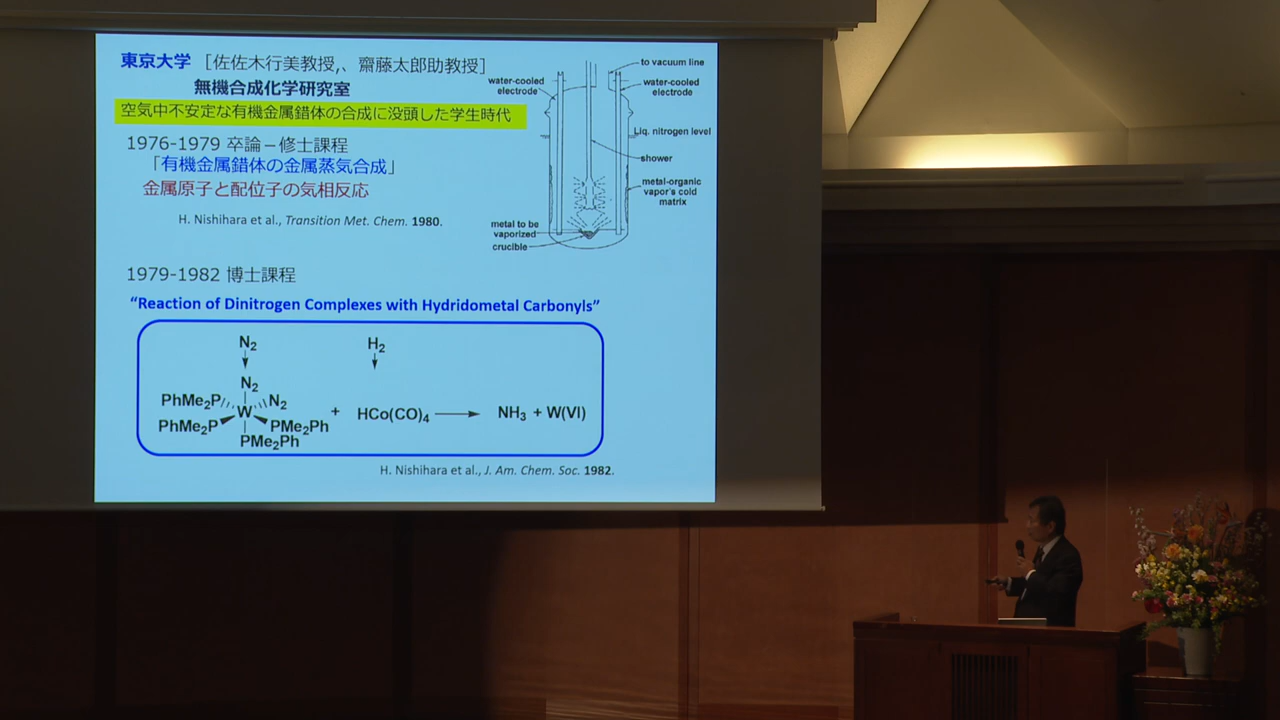 東京大学 [佐佐木行美教授,、齋藤太郎助教授]
無機合成化学研究室
空気中不安定な有機金属錯体の合成に没頭した学生時代
1976-1979 卒論－修士課程
「有機金属錯体の金属蒸気合成」
金属原子と配位子の気相反応
H. Nishihara et al., Transition Met. Chem. 1980.
to vacuum line
water-cooled
electrode
water-cooled
electrode
Liq. nitrogen level
shower
metal-organic
vapor's cold
matrix
metal to be
vaporized
crucible
1979-1982 博士課程
“Reaction of Dinitrogen Complexes with Hydridometal Carbonyls”
N2
H2
N2
PhMe2P
N2
W
PhMe2P
PMe2Ph
PMe2Ph
+ HCo(CO)4 → NH3 + W(VI)
H. Nishihara et al., J. Am. Chem. Soc. 1982.